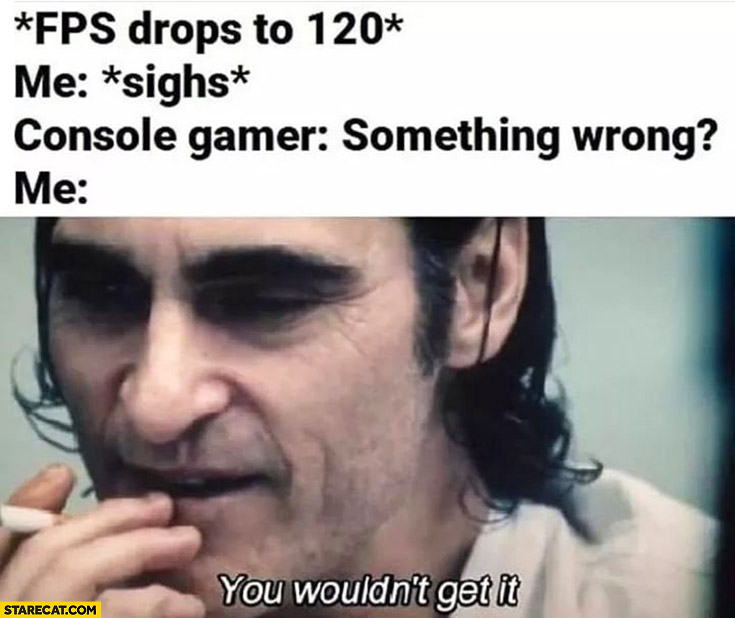 *FPS drops to 120*
Me: *sighs*
Console gamer: Something wrong?
Me:
You wouldn't get it
STARECAT.COM